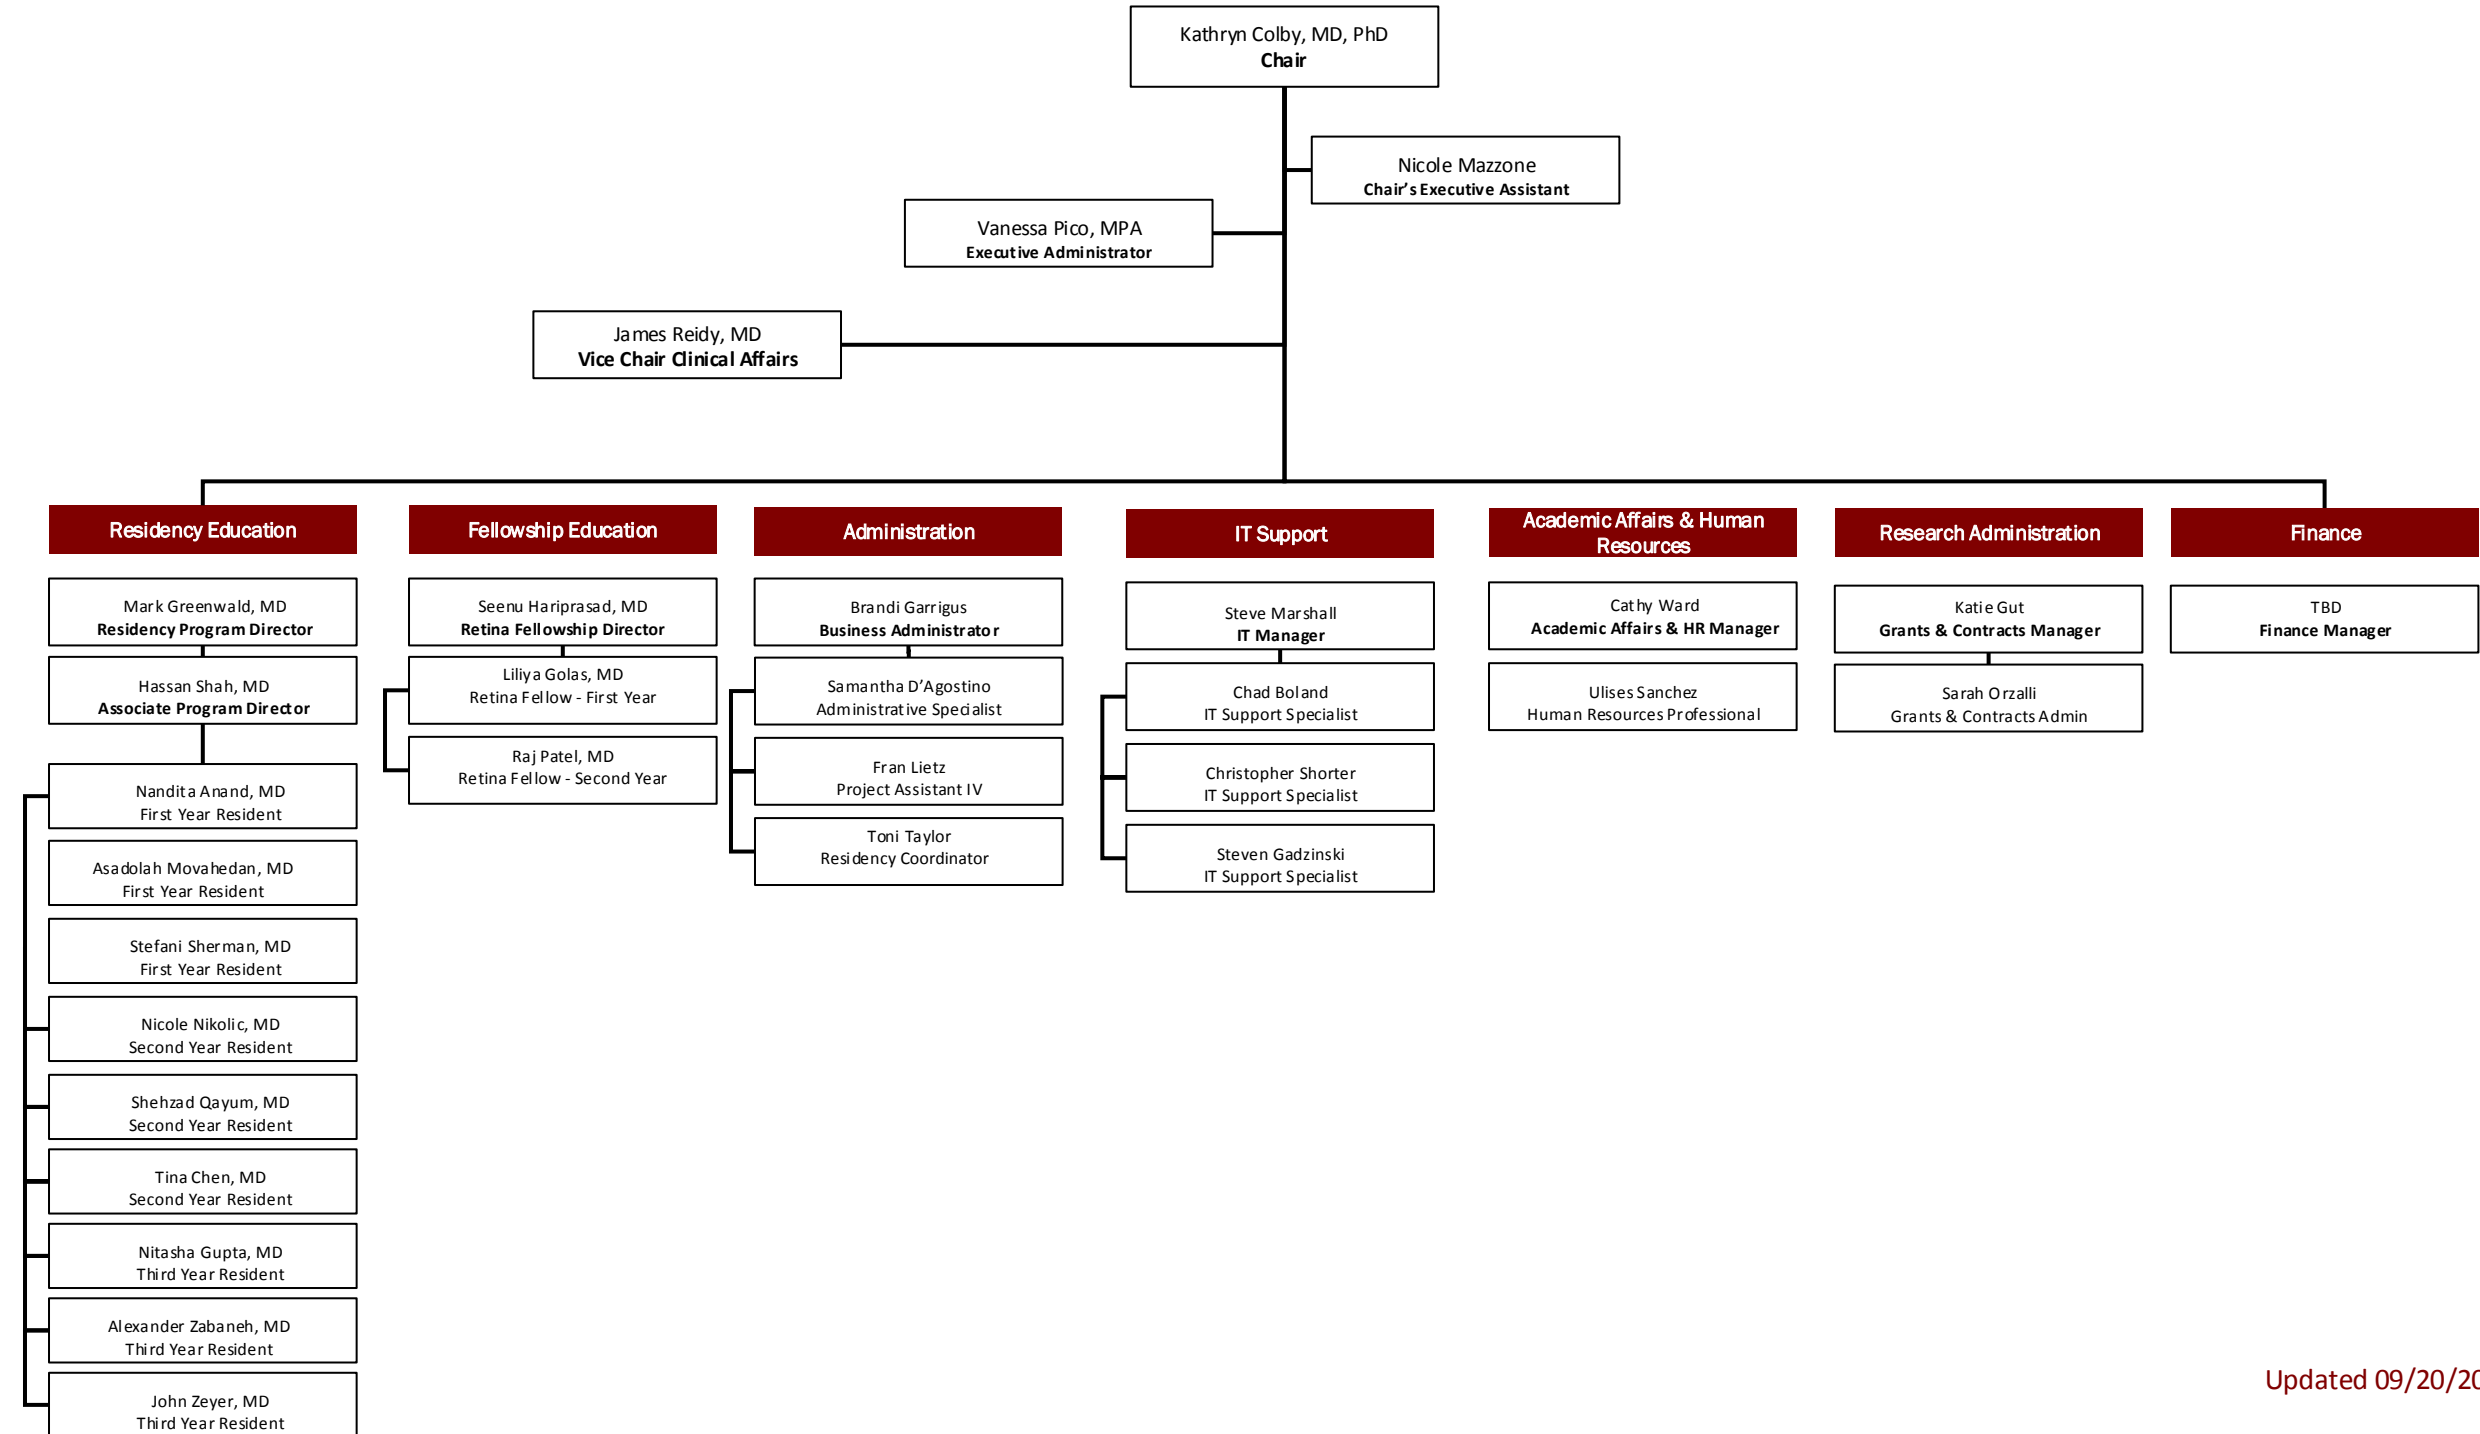 Kathryn Colby, MD, PhD
Chair
Nicole Mazzone
Chair's Executive Assistant
Vanessa Pico, MPA
Executive Administrator
James Reidy, MD
Vice Chair Clinical Affairs
Residency Education
Mark Greenwald, MD
Residency Program Director
Hassan Shah, MD
Associate Program Director
Nandita Anand, MD
First Year Resident
Asadolah Movahedan, MD
First Year Resident
Stefani Sherman, MD
First Year Resident
Nicole Nikolic, MD
Second Year Resident
Shehzad Qayum, MD
Second Year Resident
Tina Chen, MD
Second Year Resident
Nitasha Gupta, MD
Third Year Resident
Alexander Zabaneh, MD
Third Year Resident
John Zeyer, MD
Third Year Resident
Fellowship Education
Seenu Hariprasad, MD
Retina Fellowship Director
Liliya Golas, MD
Retina Fellow - First Year
Raj Patel, MD
Retina Fellow - Second Year
Administration
Brandi Garrigus
Business Administrator
Samantha D'Agostino
Administrative Specialist
Fran Lietz
Project Assistant IV
Toni Taylor
Residency Coordinator
IT Support
Steve Marshall
IT Manager
Chad Boland
IT Support Specialist
Christopher Shorter
IT Support Specialist
Steven Gadzinski
IT Support Specialist
Academic Affairs & Human
Resources
Cathy Ward
Academic Affairs & HR Manager
Ulises Sanchez
Human Resources Professional
Research Administration
Katie Gut
Grants & Contracts Manager
Sarah Orzalli
Grants & Contracts Admin
Finance
TBD
Finance Manager
Updated 09/20/20